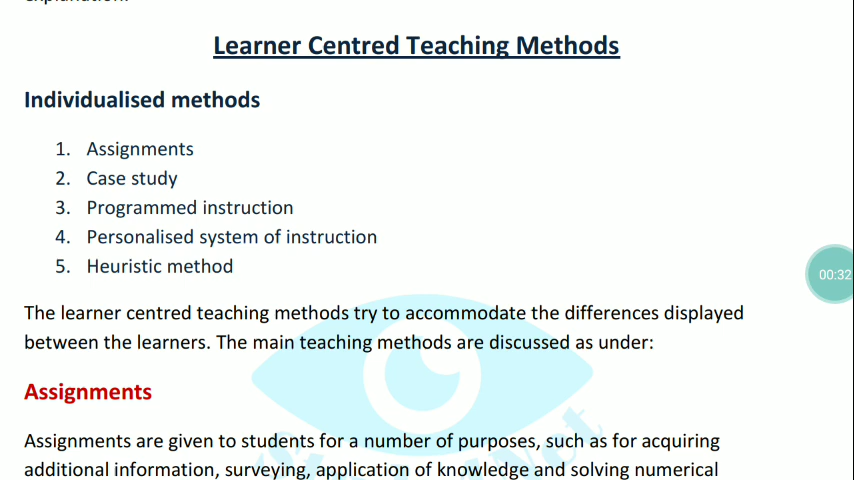 Learner Centred Teaching Methods
Individualised methods
1. Assignments
2. Case study
3. Programmed instruction
4. Personalised system of instruction
5. Heuristic method
00:32
The learner centred teaching methods try to accommodate the differences displayed
between the learners. The main teaching methods are discussed as under:
Assignments
Assignments are given to students for a number of purposes, such as for acquiring
additional information, surveying, application of knowledge and solving numerical